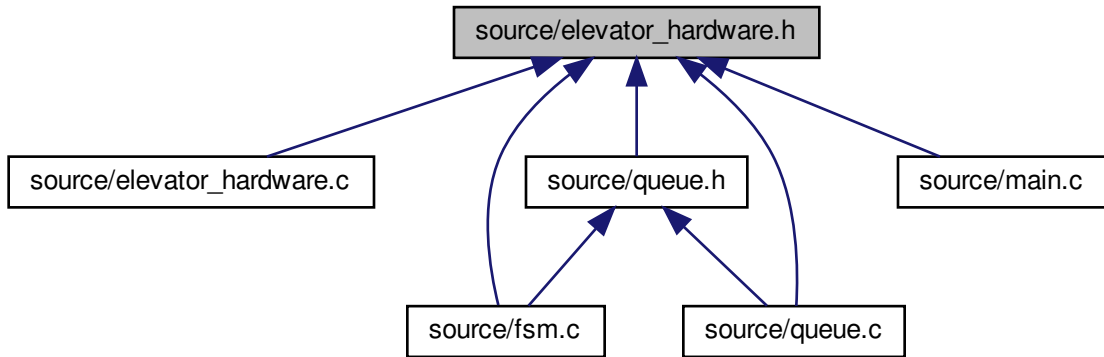 source/elevator_hardware.h
source/elevator_hardware.c
source/queue.h
source/main.c
source/fsm.c
source/queue.c